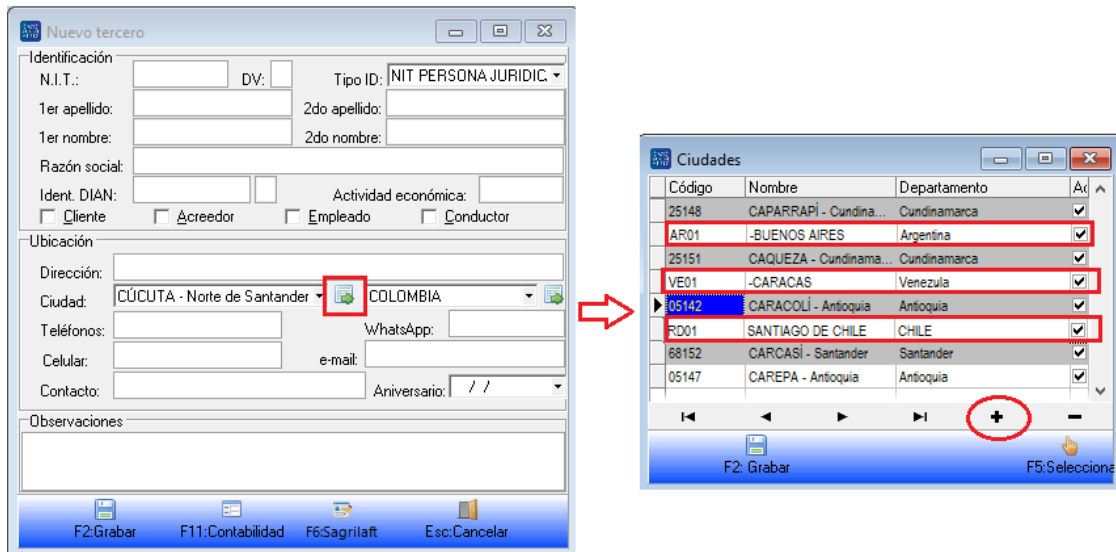 Nuevo tercero
Identificación
N.I.T.: DV: Tipo ID: NIT PERSONA JURIDIC
1er apellido: 2do apellido:
1er nombre: 2do nombre:
Razón social:
Ident. DIAN: Actividad económica:
Cliente Acreedor Empleado Conductor
Ubicación
Dirección:
Ciudad: CÚCUTA - Norte de Santander COLOMBIA
Teléfonos: WhatsApp:
Celular: e-mail:
Contacto: Aniversario: / /
Observaciones
F2:Grabar F11:Contabilidad F6:Sagrilaft Esc:Cancelar
Ciudades
Código Nombre Departamento Ac
25148 CAPARRAPÍ - Cundina... Cundinamarca
AR01 -BUENOS AIRES Argentina
25151 CAQUEZA - Cundinama... Cundinamarca
VE01 -CARACAS Venezula
05142 CARACOLÍ - Antioquia Antioquia
RD01 SANTIAGO DE CHILE CHILE
68152 CARCASÍ - Santander Santander
05147 CAREPA - Antioquia Antioquia
F2: Grabar F5:Selecciona